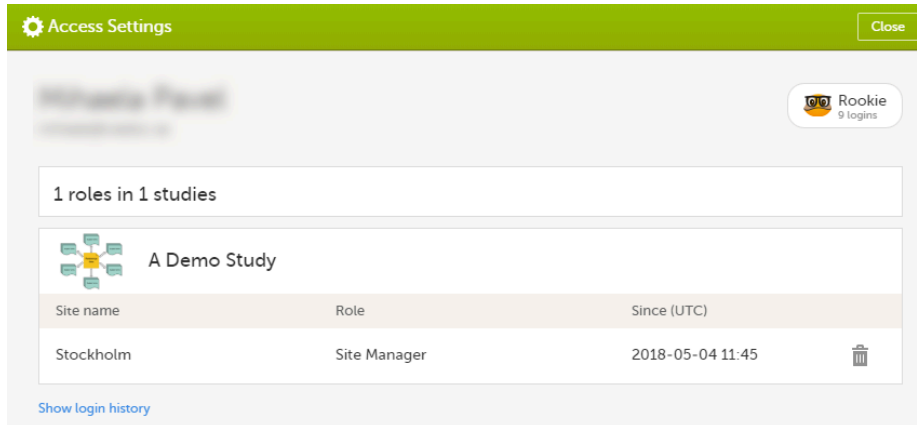 Access Settings
Close
Rookie
9 logins
1 roles in 1 studies
A Demo Study
Site name Role Since (UTC)
Stockholm Site Manager 2018-05-04 11:45
Show login history